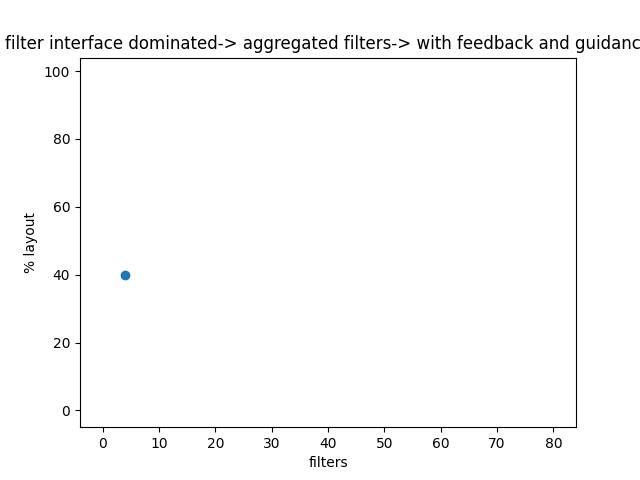 filter interface dominated-> aggregated filters-> with feedback and guidanc
100
80
60
40
20
0
% layout
0 10 20 30 40 50 60 70 80
filters